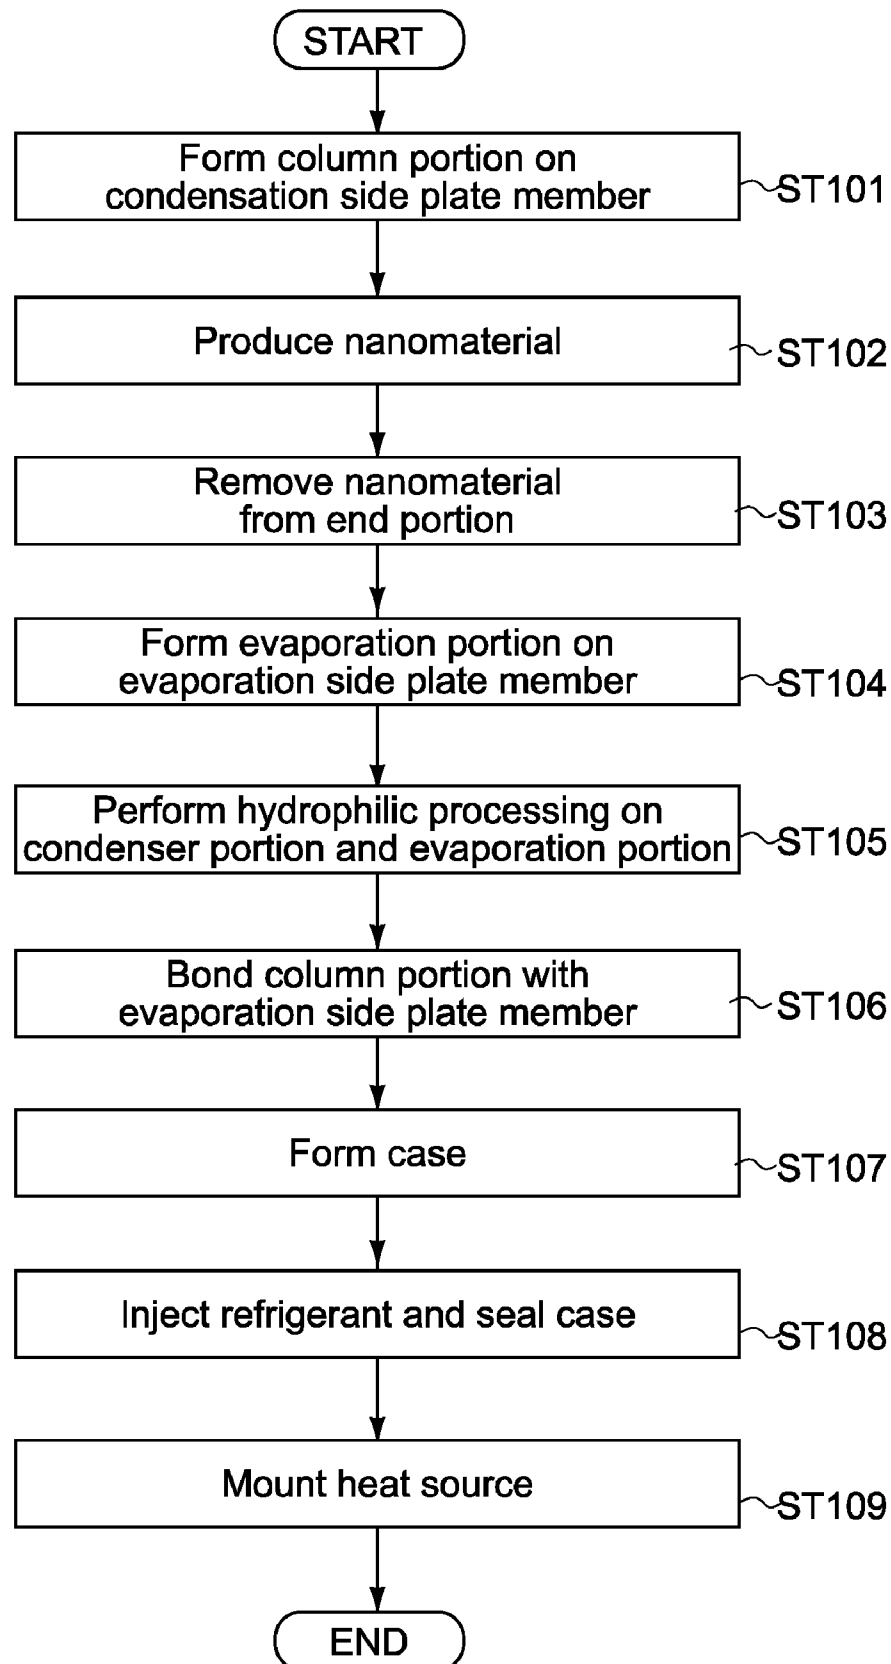 START
Form column portion on
condensation side plate member
ST101
Produce nanomaterial
ST102
Remove nanomaterial
from end portion
ST103
Form evaporation portion on
evaporation side plate member
ST104
Perform hydrophilic processing on
condenser portion and evaporation portion
ST105
Bond column portion with
evaporation side plate member
ST106
Form case
ST107
Inject refrigerant and seal case
ST108
Mount heat source
ST109
END